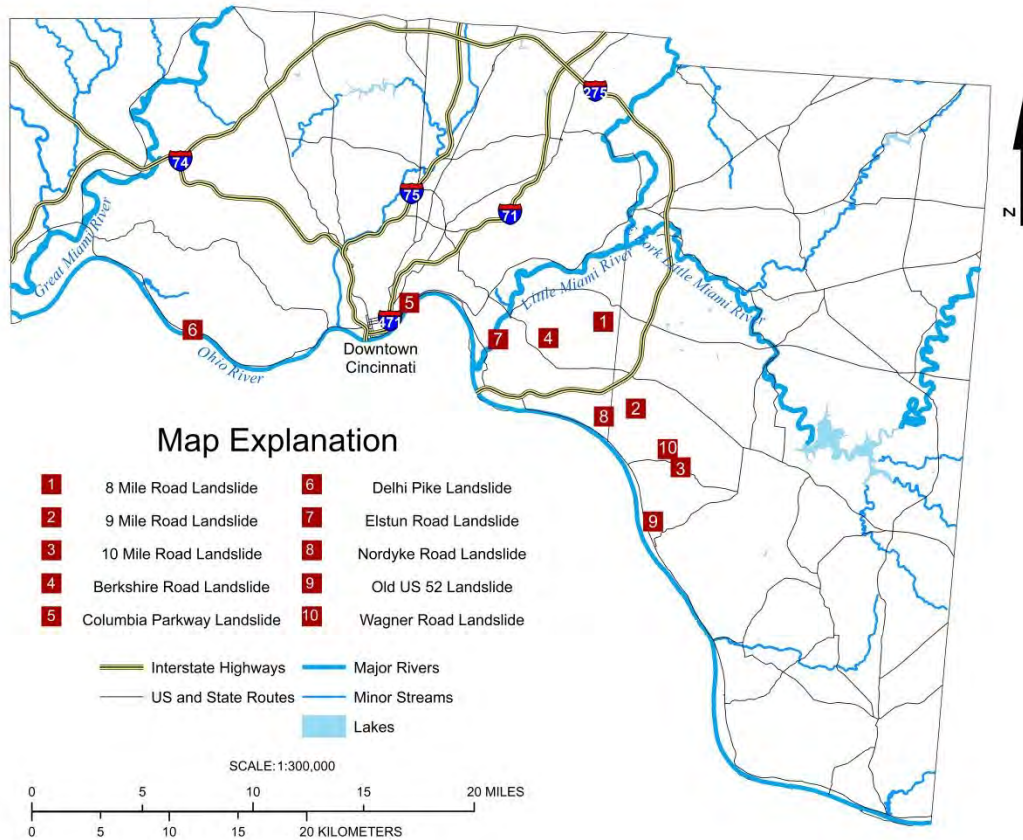 275
74
75
71
N
Great Miami River
Little Miami River
E Fork Little Miami River
5
471
1
6
7
4
Ohio River
Downtown
Cincinnati
8
2
10
3
9
Map Explanation
1 8 Mile Road Landslide
6 Delhi Pike Landslide
2 9 Mile Road Landslide
7 Elstun Road Landslide
3 10 Mile Road Landslide
8 Nordyke Road Landslide
4 Berkshire Road Landslide
9 Old US 52 Landslide
5 Columbia Parkway Landslide
10 Wagner Road Landslide
Interstate Highways
Major Rivers
US and State Routes
Minor Streams
Lakes
SCALE:1:300,000
0 5 10 15 20 MILES
0 5 10 15 20 KILOMETERS